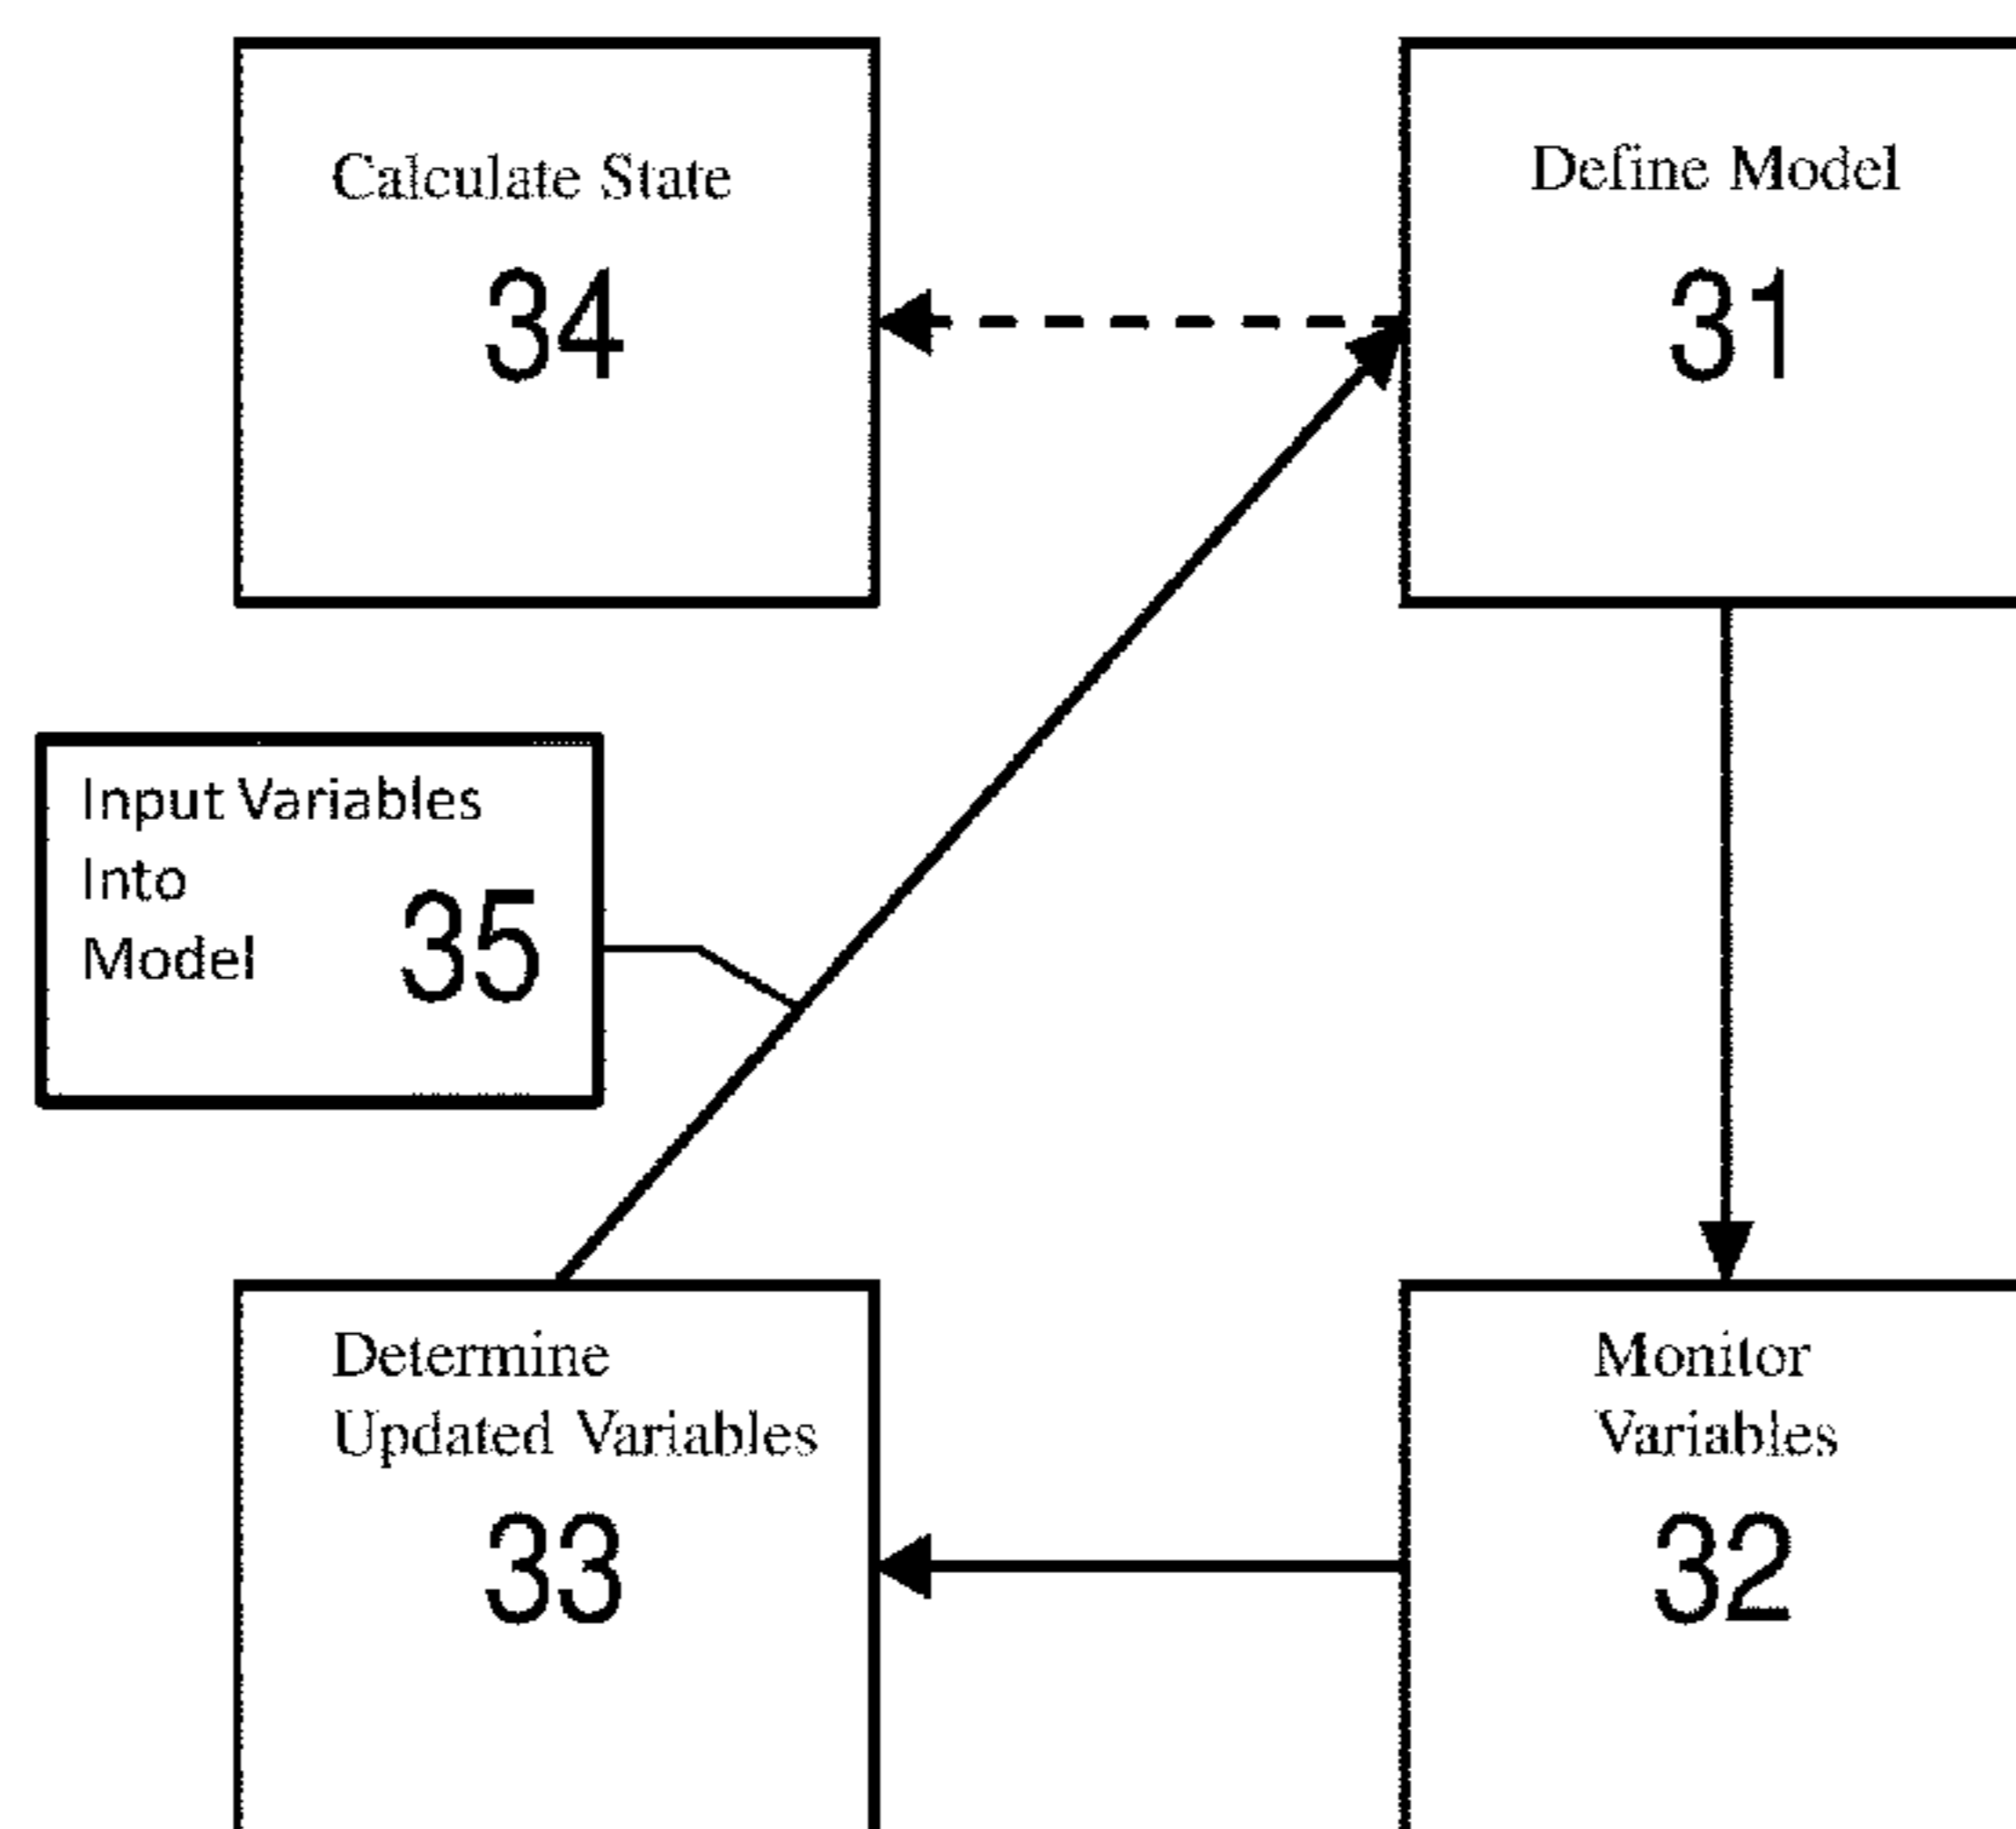 Calculate State
34
Define Model
31
Input Variables
Into
Model
35
Determine
Updated Variables
33
Monitor
Variables
32